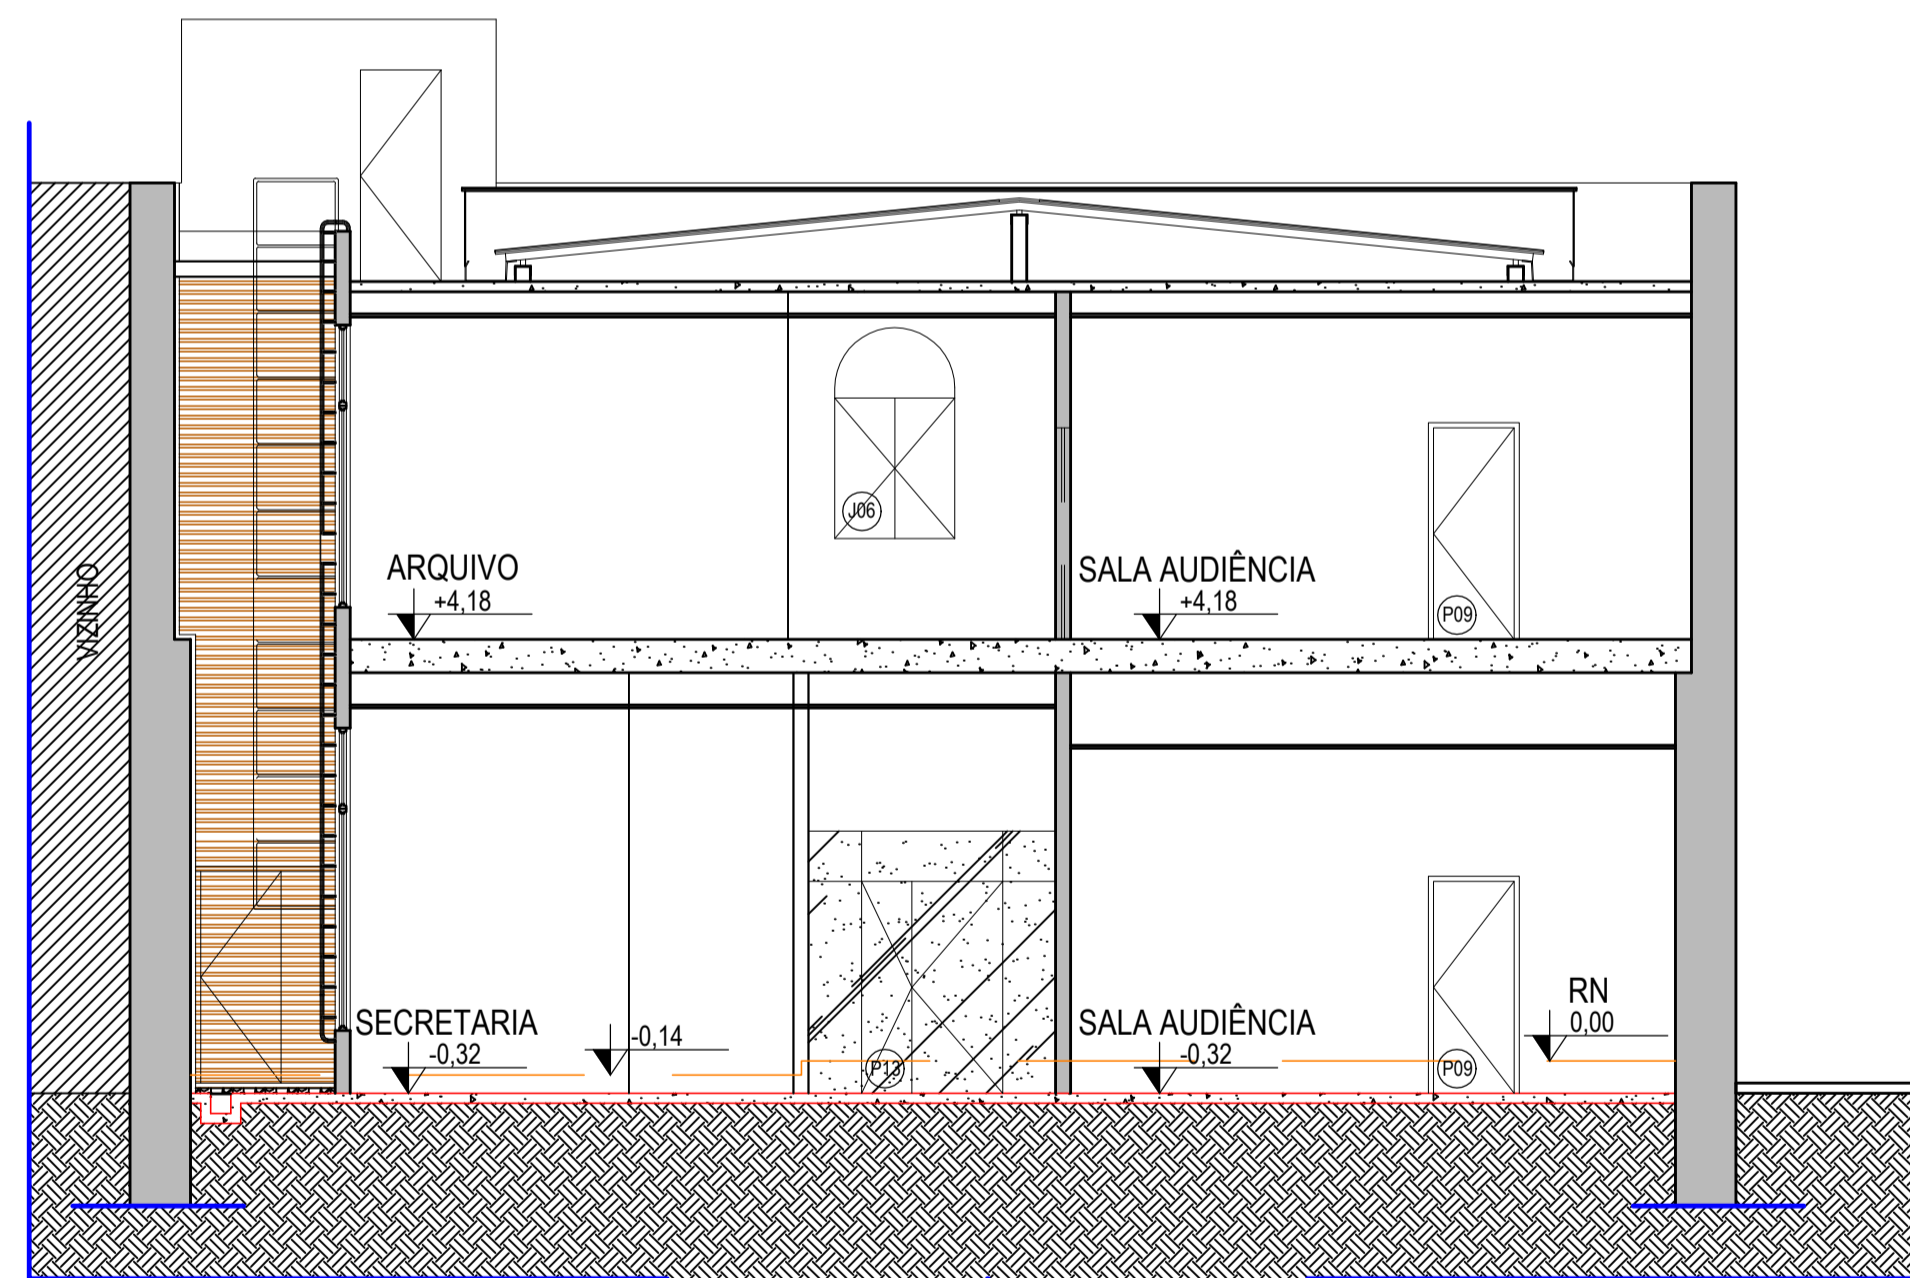 J06
ARQUIVO
+4,18
SALA AUDIÊNCIA
+4,18
P09
VIZINHO
SECRETARIA
-0,32
-0,14
P13
SALA AUDIÊNCIA
-0,32
P09
RN
0,00